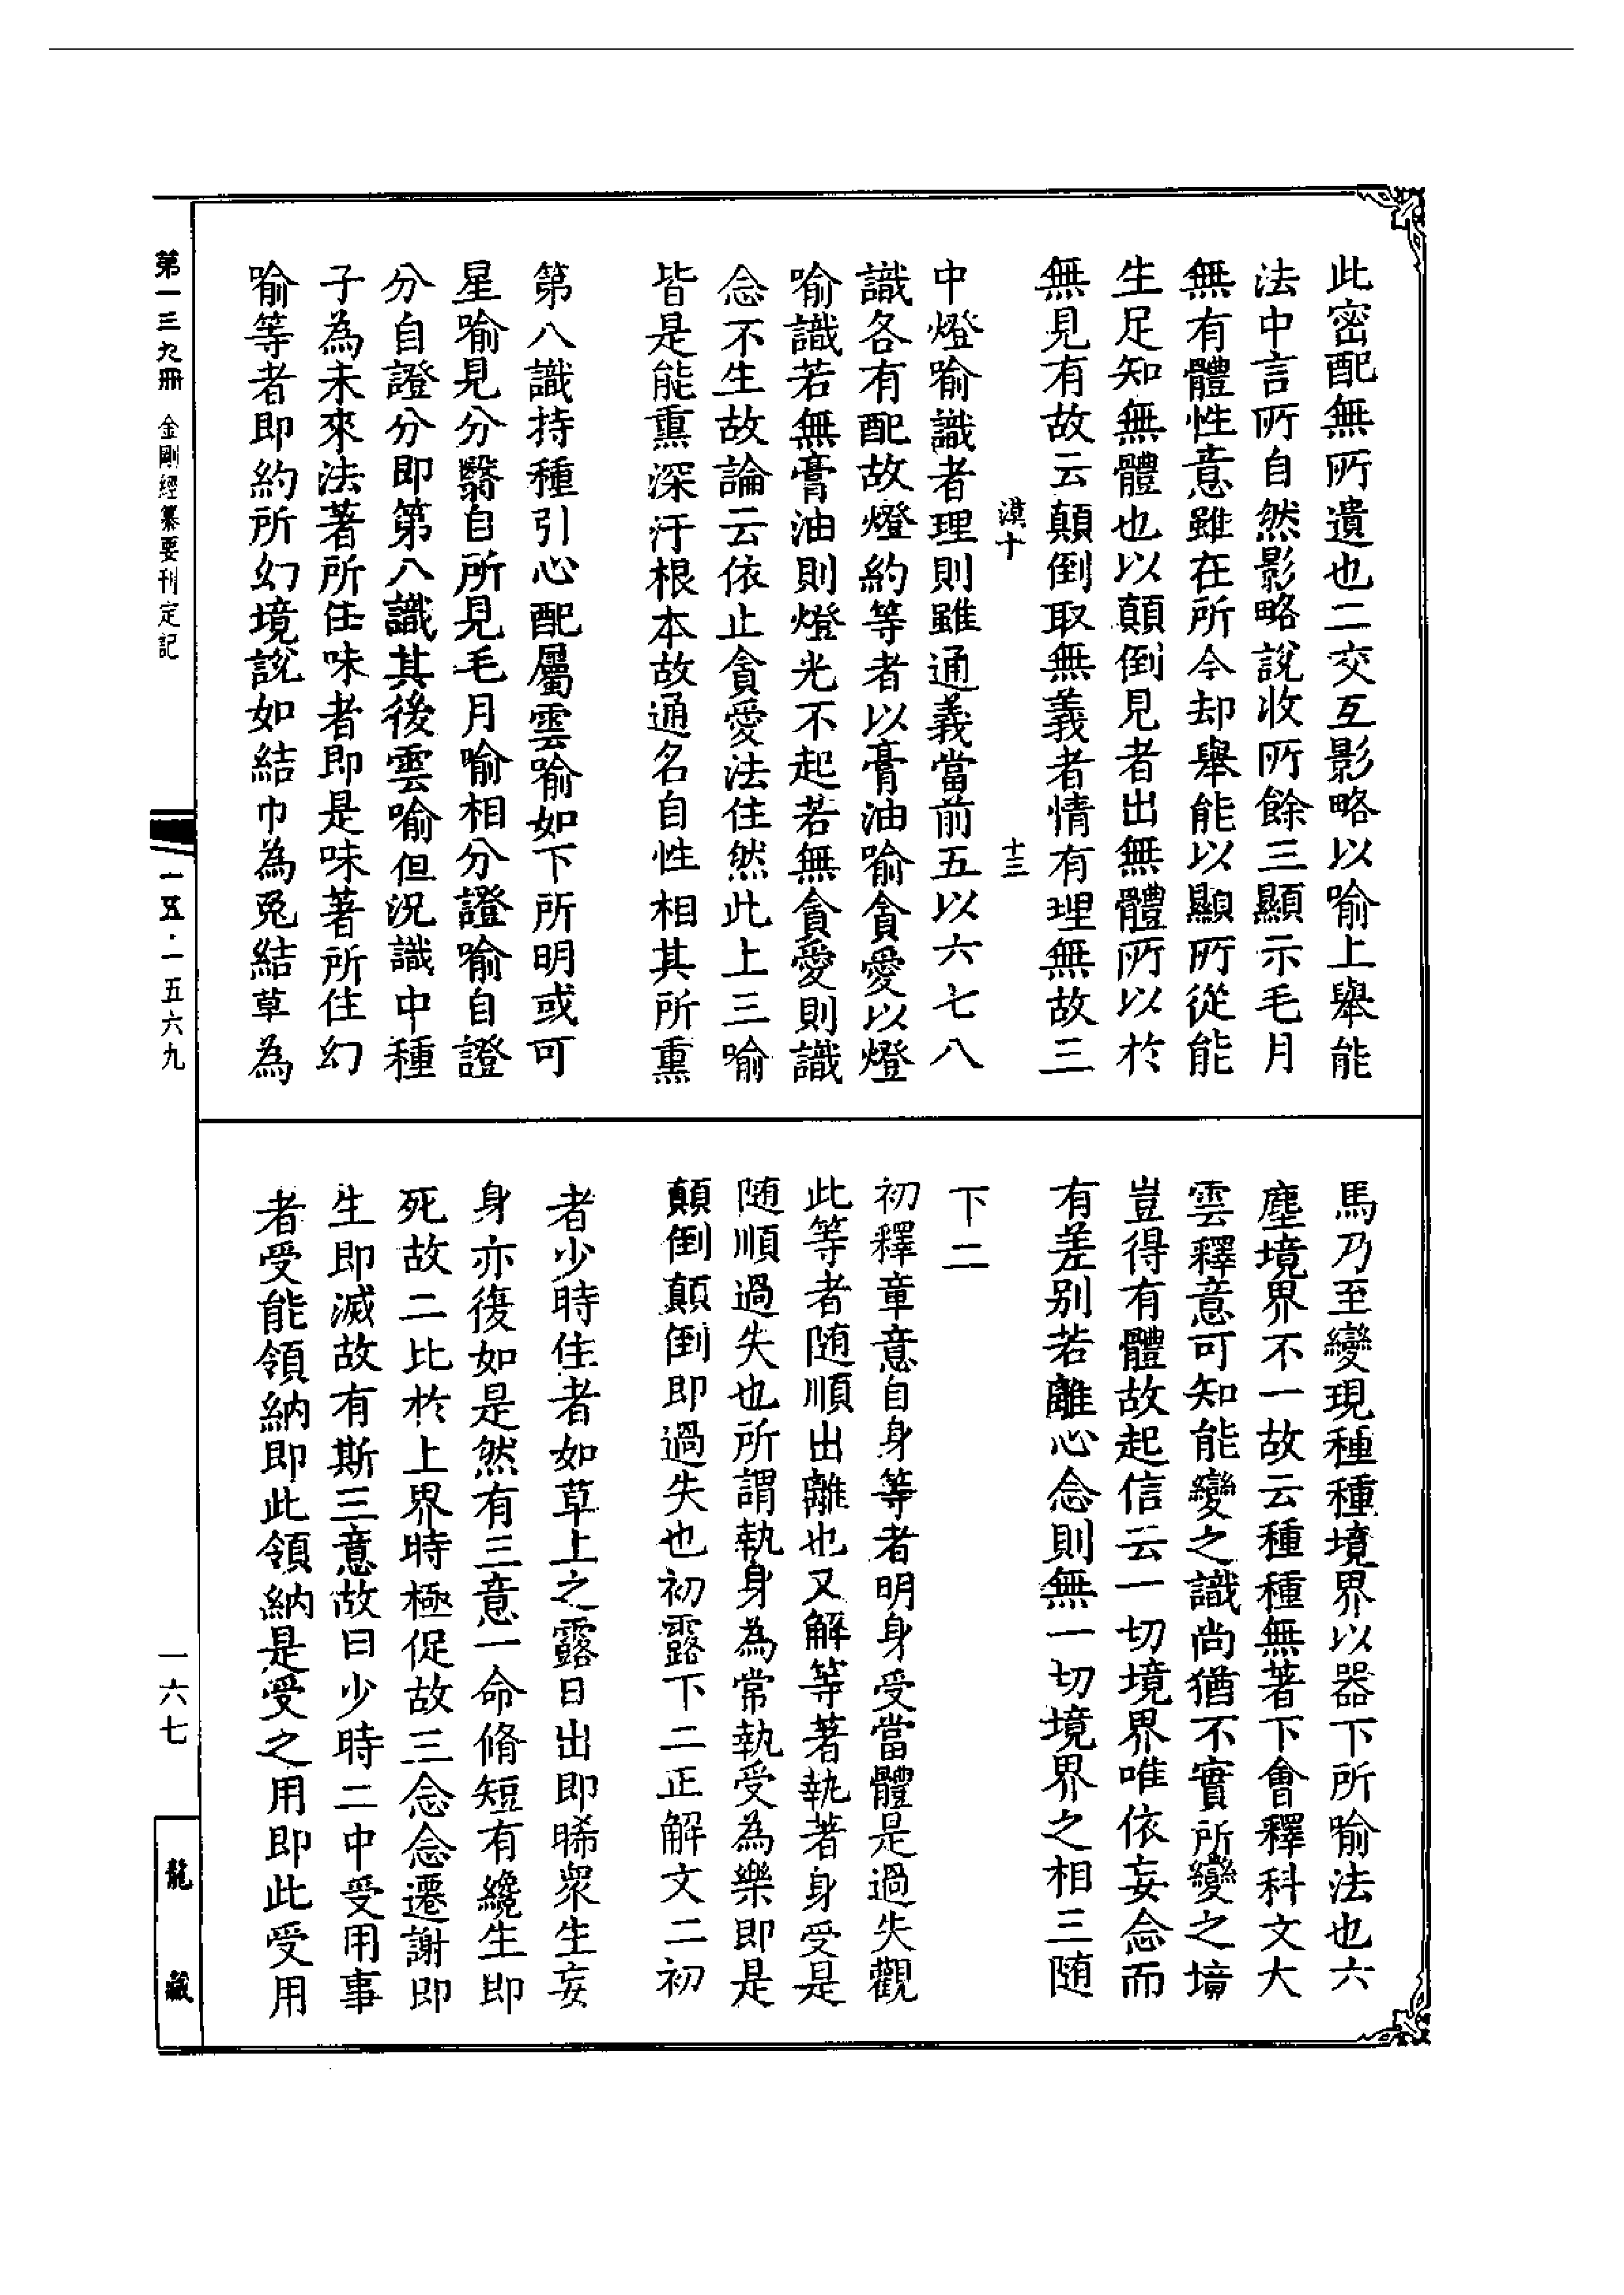 此密配無所遺也二交互影略以喻上舉能
法中言所自然影略說收所餘三顯示毛月
無有體性意雖在所今却舉能以顯所從能
生足知無體也以顛倒見者出無體所以於
無見有故云顛倒取無義者情有理無故三
漠十
十三
中燈喻識者理則雖通義當前五以六七八
識各有配故燈約等者以膏油喻貪愛以燈
喻識若無膏油則燈光不起若無貪愛則識
念不生故論云依止貪愛法住然此上三喻
皆是能熏深汙根本故通名自性相其所熏
第八識持種引心配屬雲喻如下所明或可
星喻見分翳自所見毛月喻相分證喻自證
分自證分即第八識其後雲喻但況識中種
子為未來法著所住味者即是味著所住幻
喻等者即約所幻境說如結巾為兔結草為
馬乃至變現種種境界以器下所喻法也六
塵境界不一故云種種無著下會釋科文大
雲釋意可知能變之識尚猶不實所變之境
豈得有體故起信云一切境界唯依妄念而
有差別若離心念則無一切境界之相三随
下二
初釋章意自身等者明身受當體是過失觀
此等者随順出離也又解等著執著身受是
随順過失也所謂執身為常執受為樂即是
顛倒顛倒即過失也初露下二正解文二初
者少時住者如草上之露日出即晞衆生妄
身亦復如是然有三意一命脩短有纔生即
死故二比於上界時極促故三念念遷謝即
生即滅故有斯三意故曰少時二中受用事
者受能領納即此領納是受之用即此受用
第一三九冊 金剛經纂要刊定記
一五·一五六九
一六七
龍藏